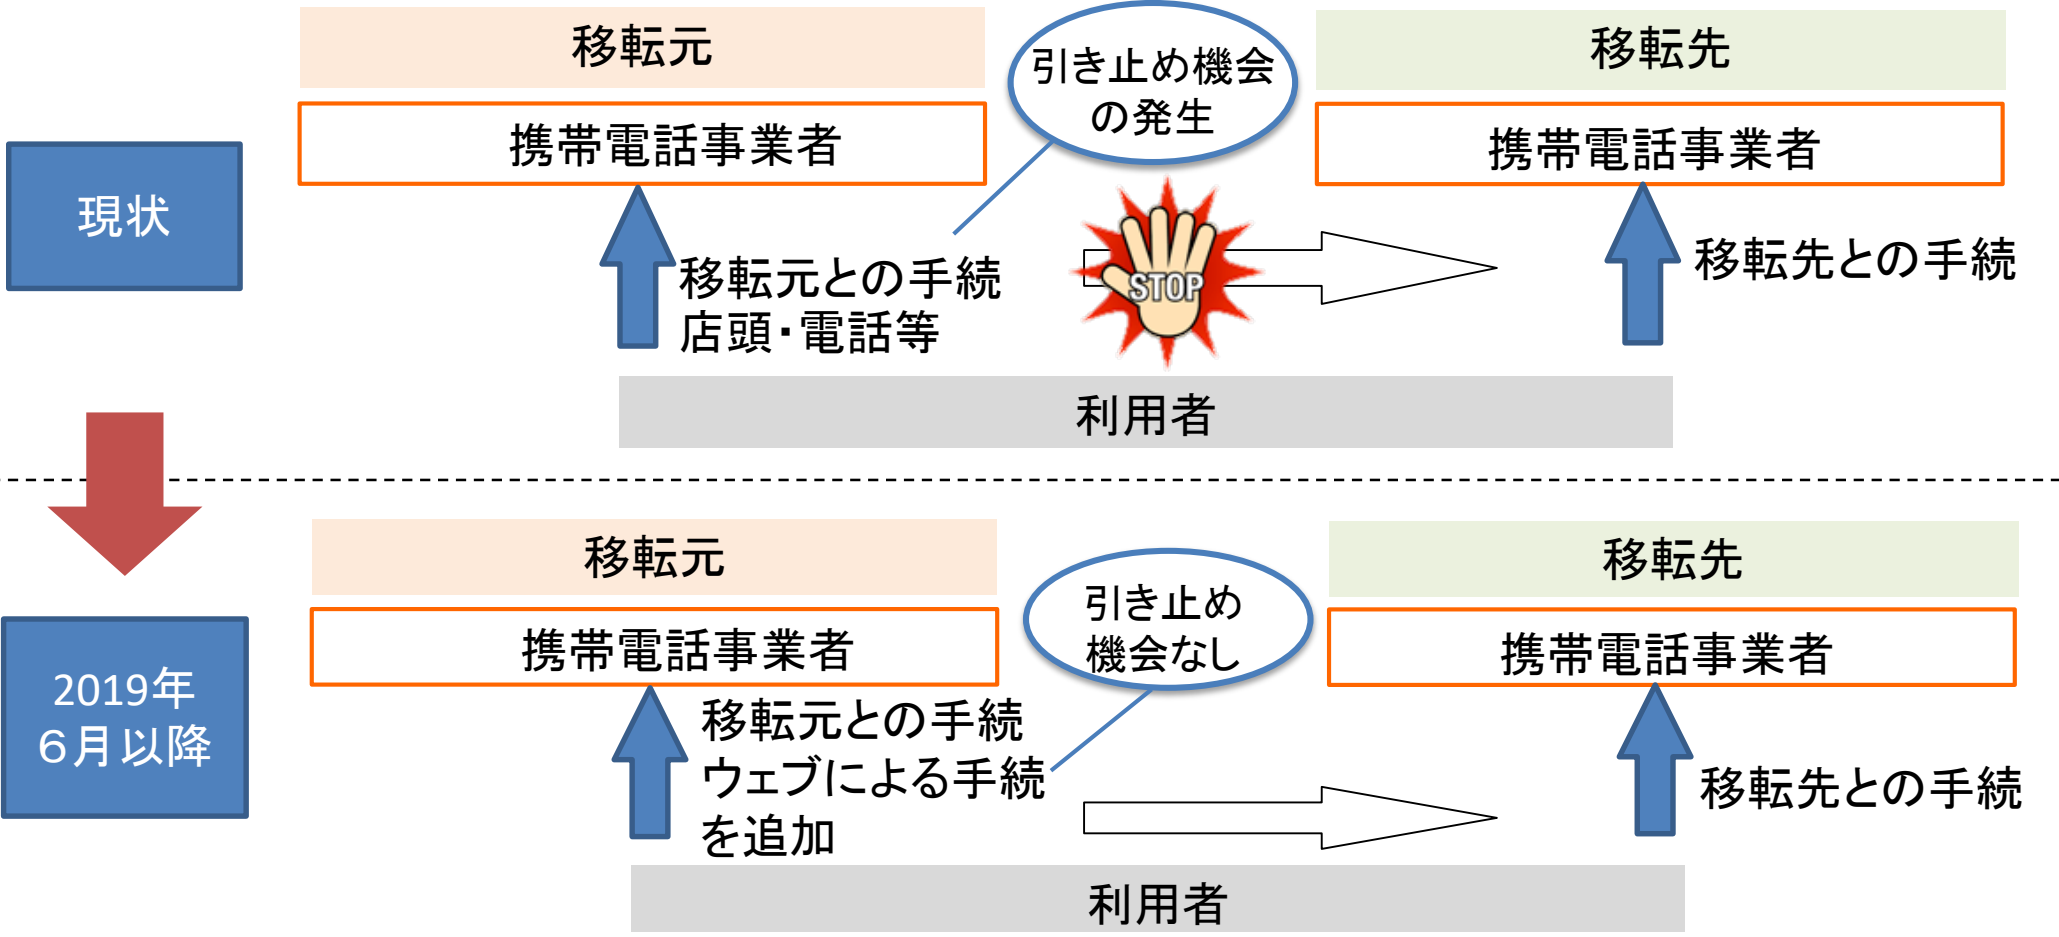 移転元
引き止め機会
の発生
移転先
携帯電話事業者
携帯電話事業者
現状
移転元との手続
店頭・電話等
STOP
移転先との手続
利用者
移転元
移転先
引き止め
機会なし
携帯電話事業者
携帯電話事業者
2019年
６月以降
移転元との手続
ウェブによる手続
を追加
移転先との手続
利用者